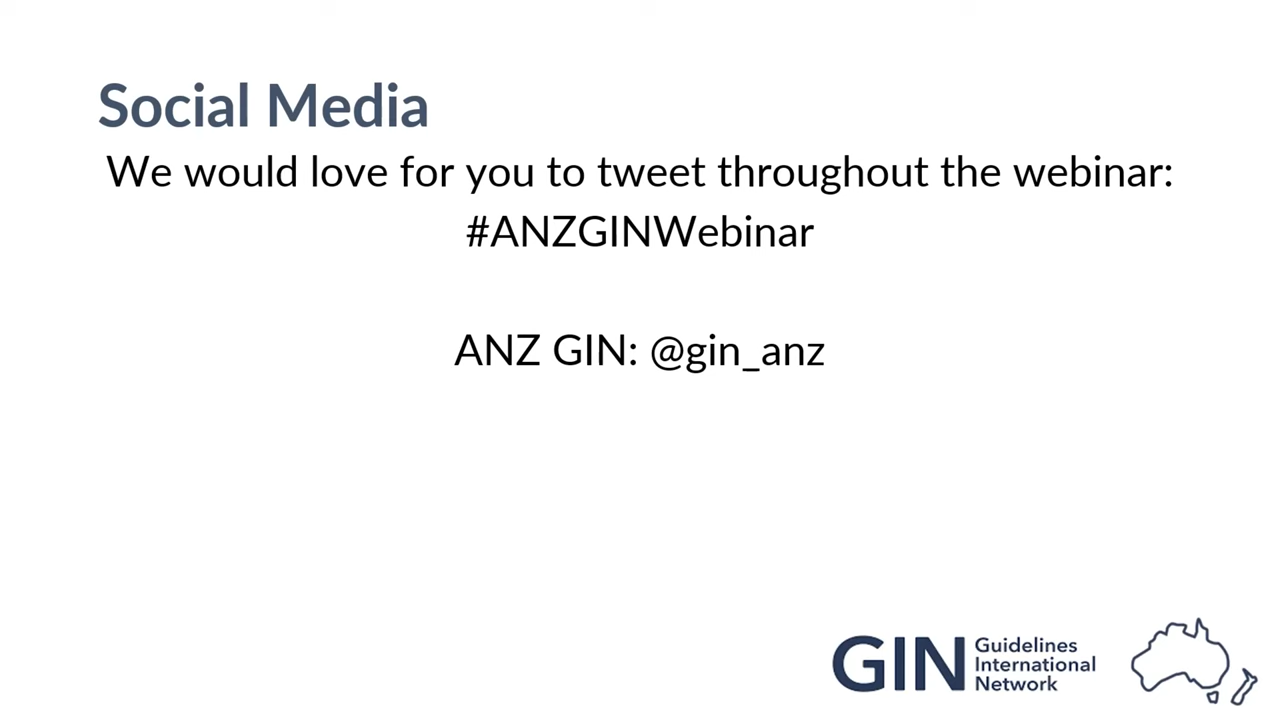 Social Media
We would love for you to tweet throughout the webinar:
#ANZGINWebinar
ANZ GIN: @gin_anz
GIN
Guidelines
International
Network